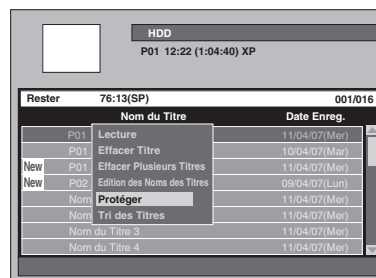 HDD
P01 12:22 (1:04:40) XP
Rester 76:13(SP) 001/016
Nom du Titre Date Enreg.
P01 Lecture 11/04/07(Mer)
P01 Effacer Titre 10/04/07(Mar)
New P01 Effacer Plusieurs Titres 11/04/07(Mer)
New P02 Edition des Noms des Titres 09/04/07(Lun)
Nom Protéger 11/04/07(Mer)
Nom Tri des Titres 11/04/07(Mer)
Nom du Titre 3 11/04/07(Mer)
Nom du Titre 4 11/04/07(Mer)